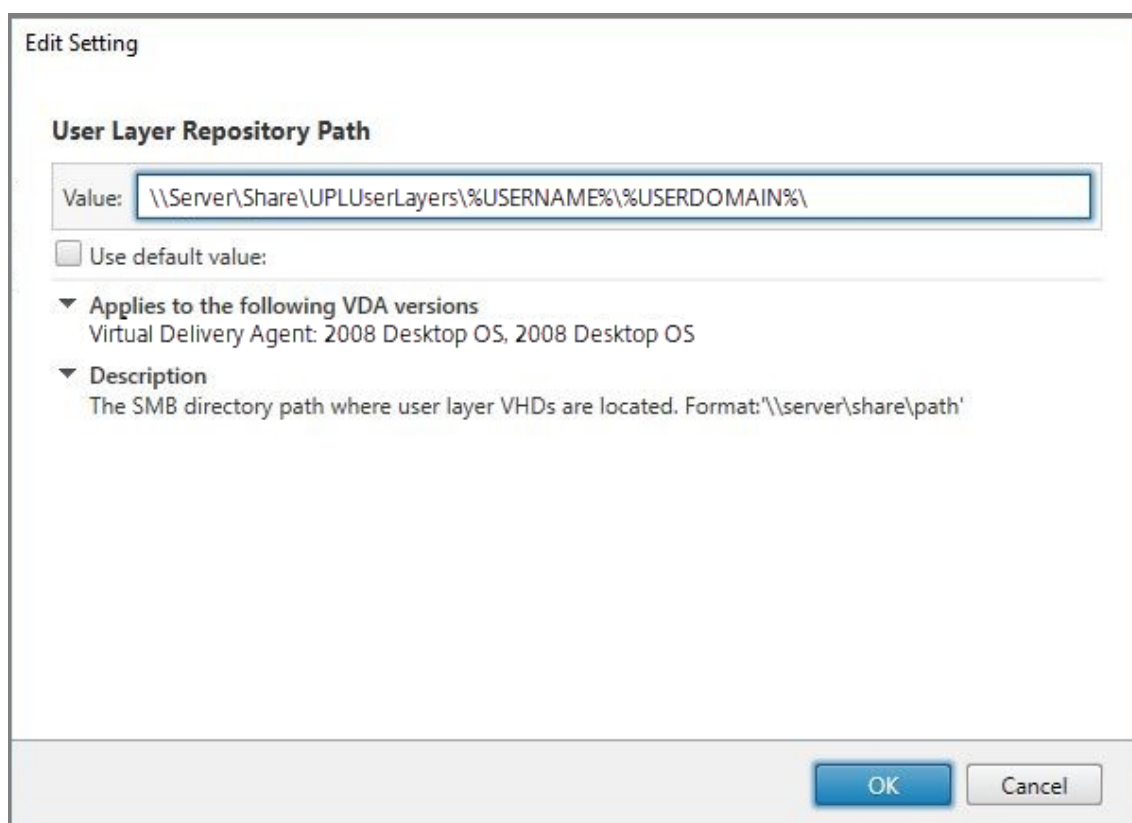 Edit Setting
User Layer Repository Path
Value: \\Server\Share\UPLUserLayers\%USERNAME%\%USERDOMAIN%\
Use default value:
Applies to the following VDA versions
Virtual Delivery Agent: 2008 Desktop OS, 2008 Desktop OS
Description
The SMB directory path where user layer VHDs are located. Format:'\\server\share\path'
OK Cancel